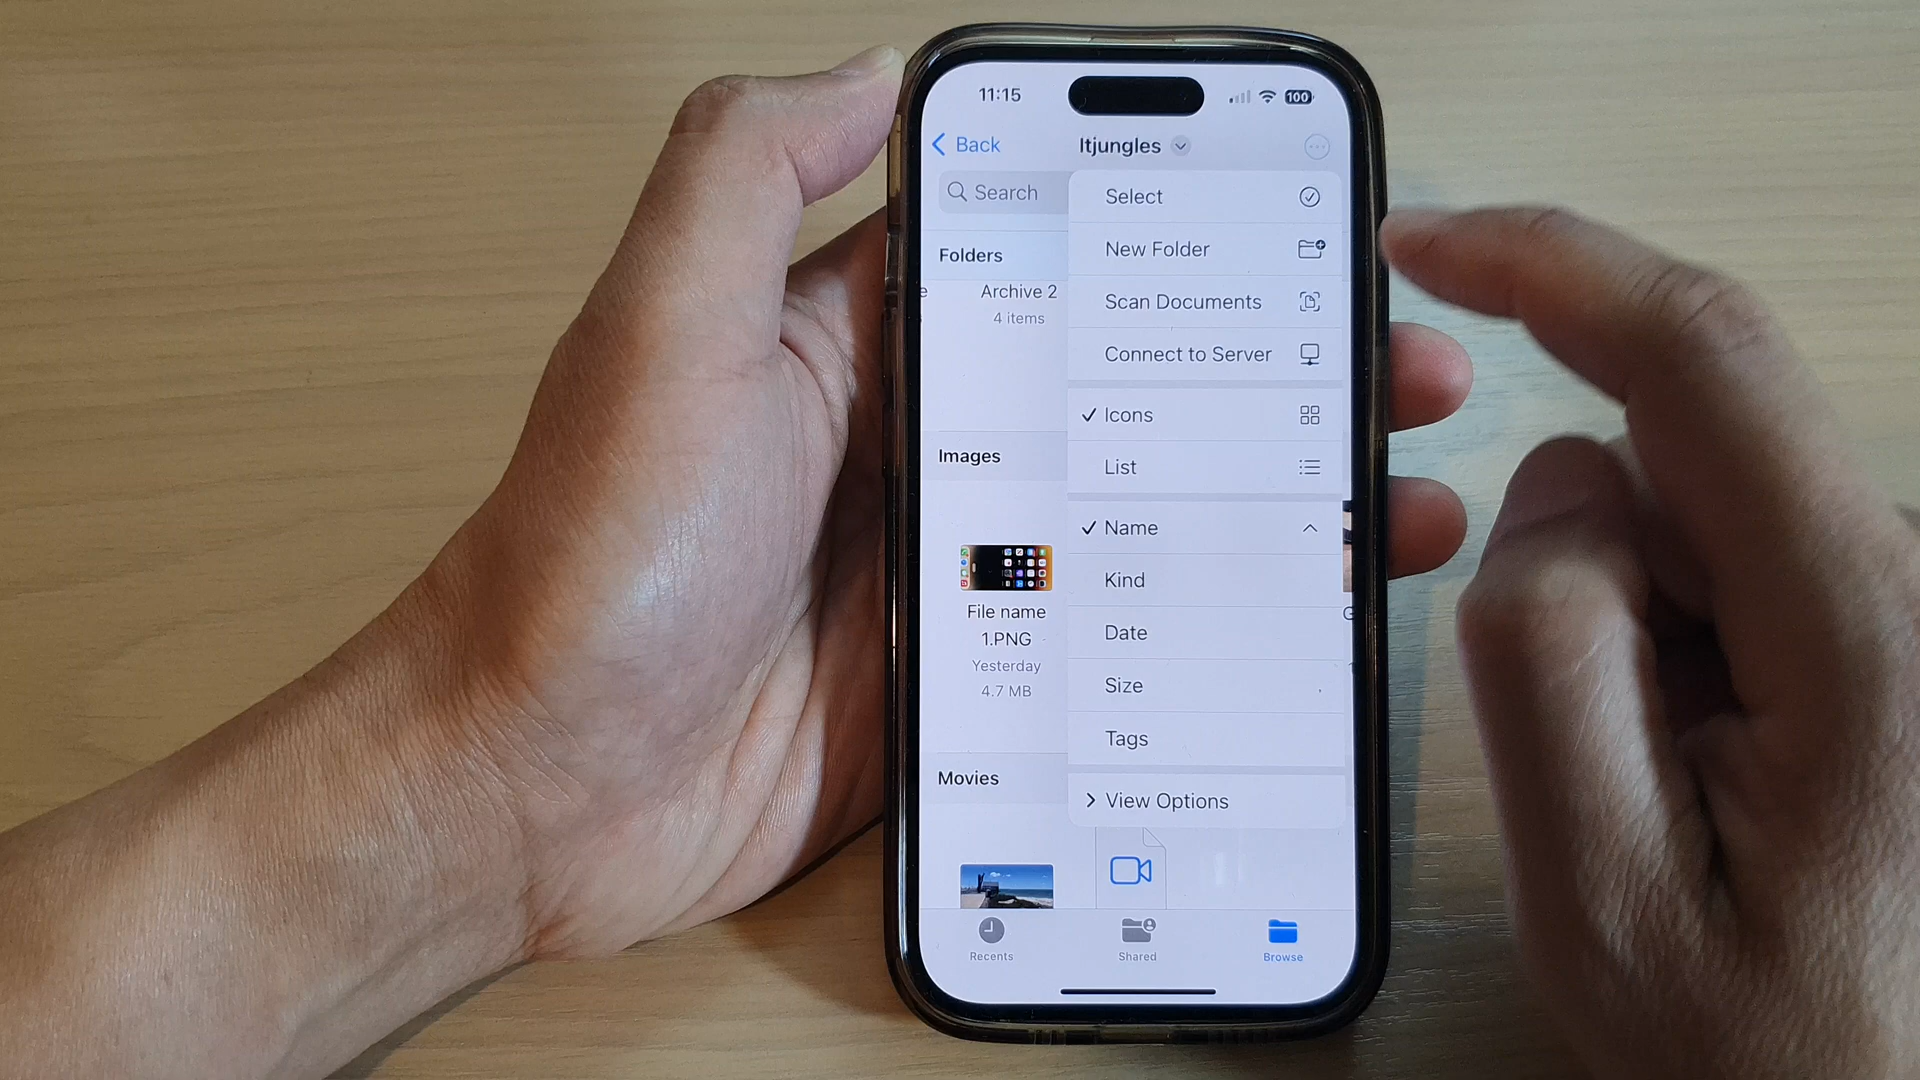 11:15
100
Back
Itjungles
Search
Select
New Folder
Scan Documents
Connect to Server
Icons
List
Name
Kind
Date
Size
Tags
View Options
Folders
e
Archive 2
4 items
Images
File name
1.PNG
Yesterday
4.7 MB
G
Movies
Recents
Shared
Browse